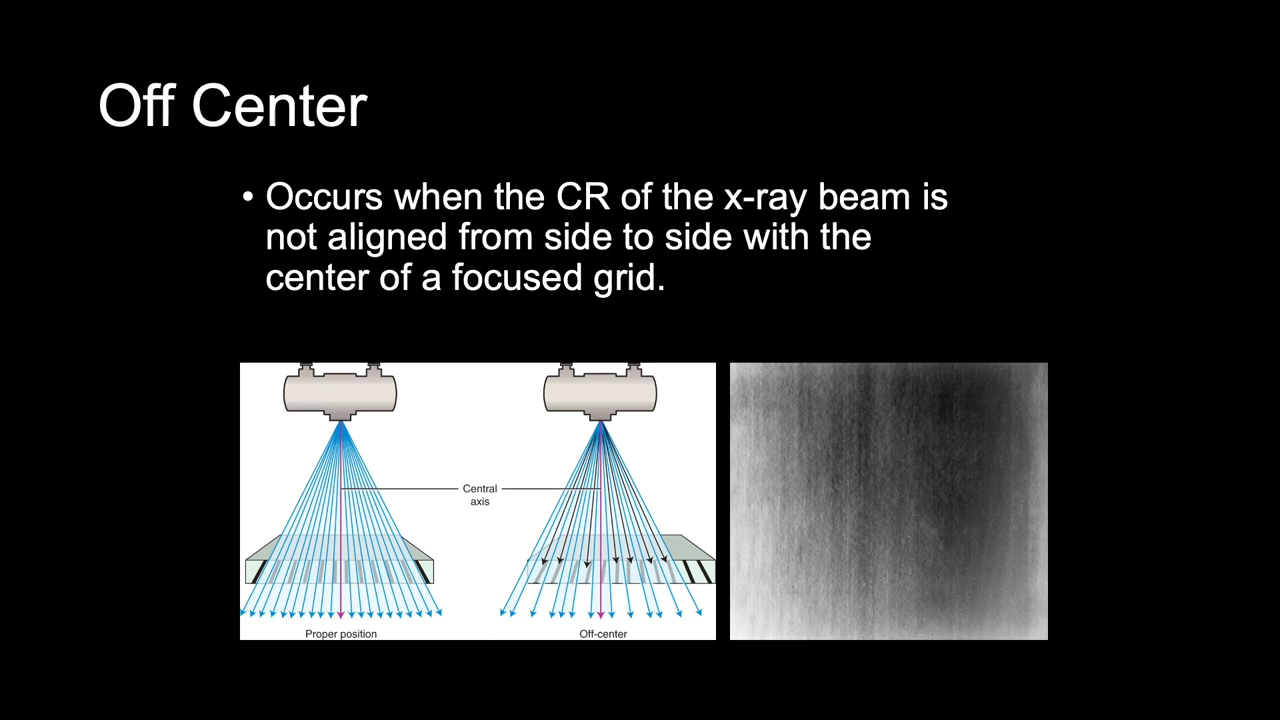 Off Center
• Occurs when the CR of the x-ray beam is
not aligned from side to side with the
center of a focused grid.
Central
axis
Proper position
Off-center